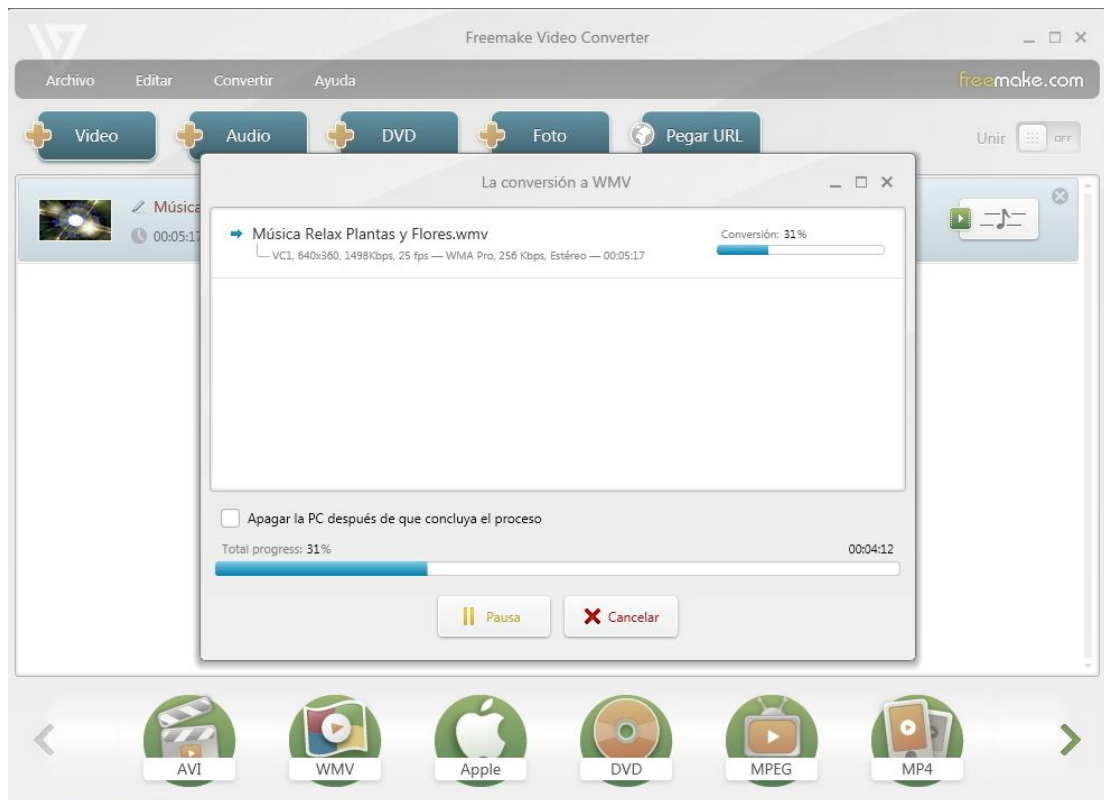 Freemake Video Converter
Archivo Editar Convertir Ayuda
freemake.com
Video Audio DVD Foto Pegar URL
Unir OFF
La conversión a WMV
Música
00:05:17
Música Relax Plantas y Flores.wmv
Conversión: 31%
VC1, 640x360, 1498Kbps, 25 fps — WMA Pro, 256 Kbps, Estéreo — 00:05:17
Apagar la PC después de que concluya el proceso
Total progress: 31% 00:04:12
Pausa Cancelar
AVI WMV Apple DVD MPEG MP4